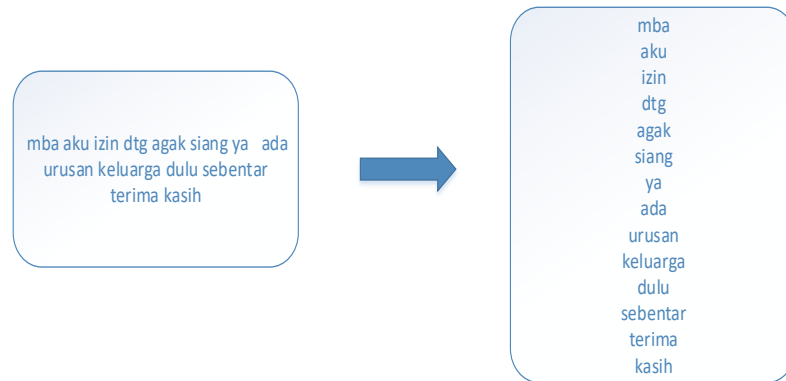 mba aku izin dtg agak siang ya   ada
urusan keluarga dulu sebentar
terima kasih
mba
aku
izin
dtg
agak
siang
ya
ada
urusan
keluarga
dulu
sebentar
terima
kasih